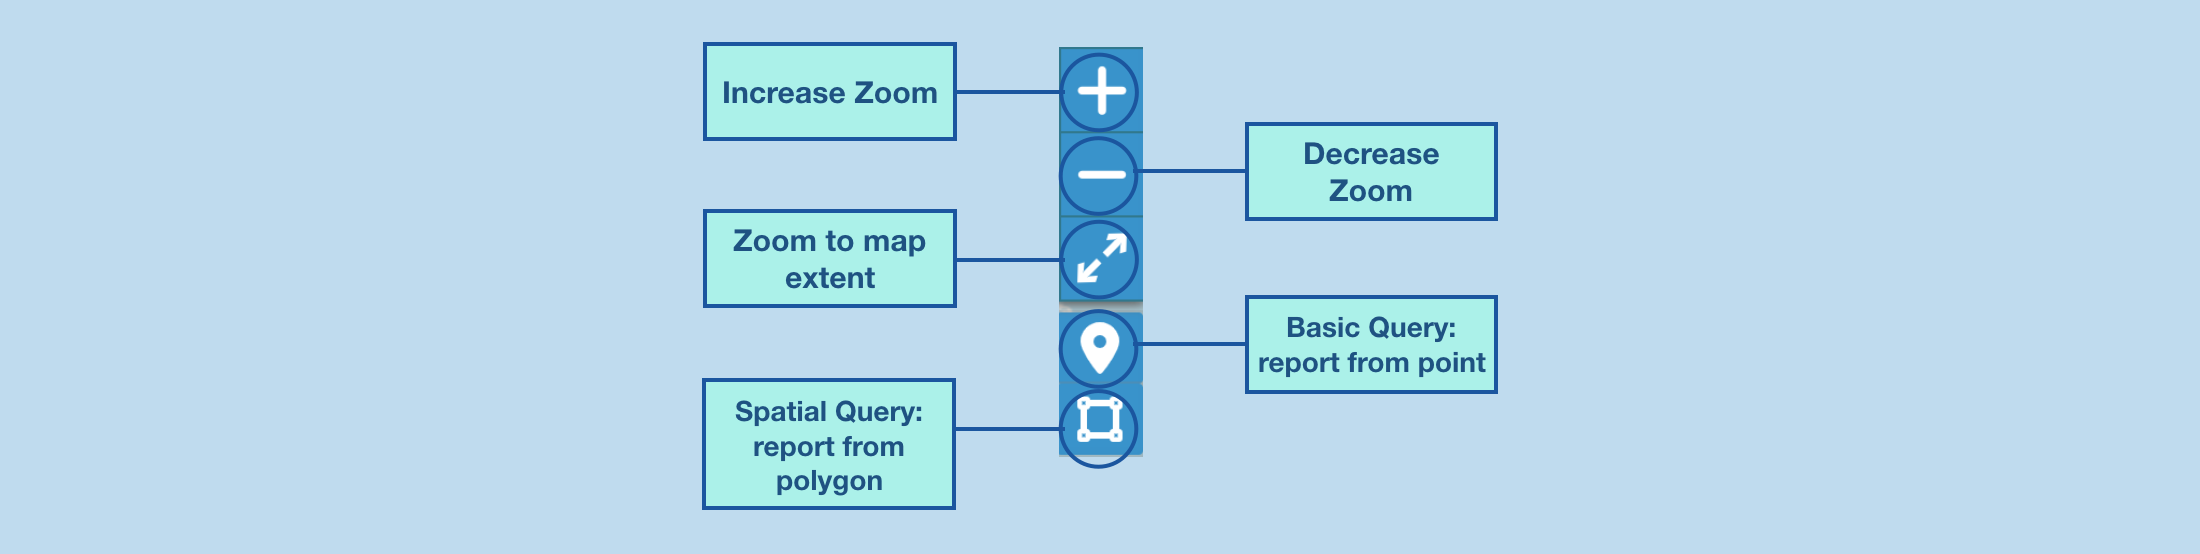 Increase Zoom
Decrease
Zoom
Zoom to map
extent
Basic Query:
report from point
Spatial Query:
report from
polygon